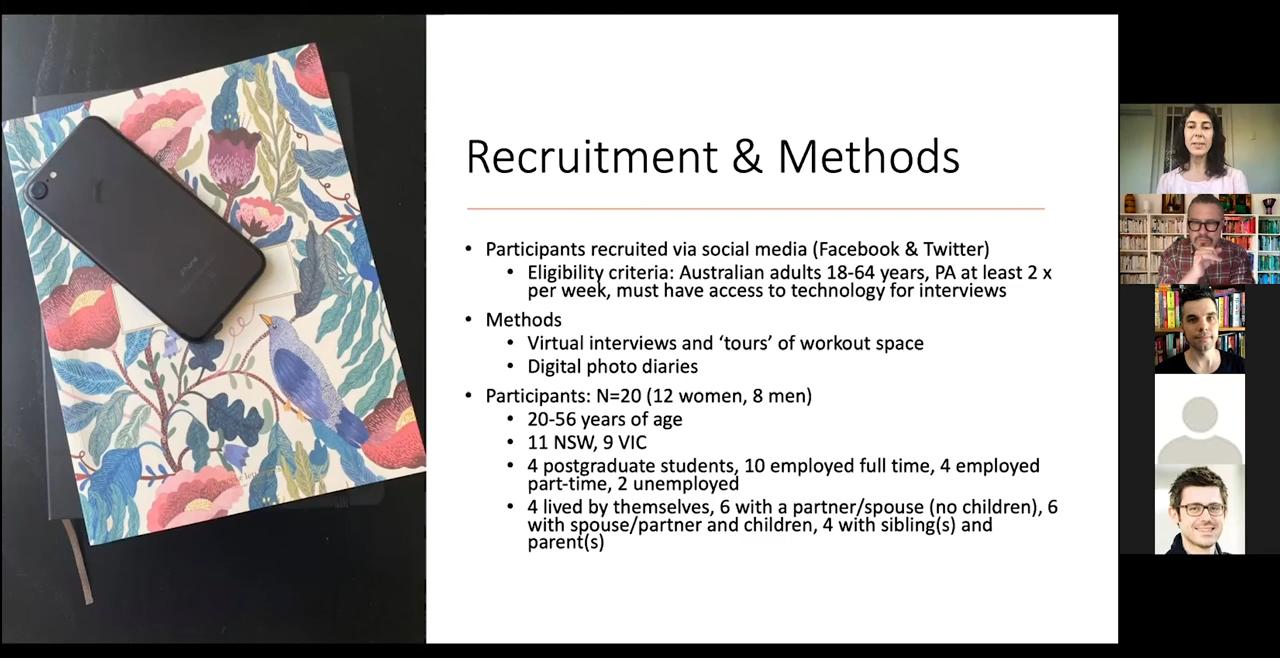 Recruitment & Methods
• Participants recruited via social media (Facebook & Twitter)
• Eligibility criteria: Australian adults 18-64 years, PA at least 2 x
per week, must have access to technology for interviews
• Methods
• Virtual interviews and ‘tours’ of workout space
• Digital photo diaries
• Participants: N=20 (12 women, 8 men)
• 20-56 years of age
• 11 NSW, 9 VIC
• 4 postgraduate students, 10 employed full time, 4 employed
part-time, 2 unemployed
• 4 lived by themselves, 6 with a partner/spouse (no children), 6
with spouse/partner and children, 4 with sibling(s) and
parent(s)
iPhone